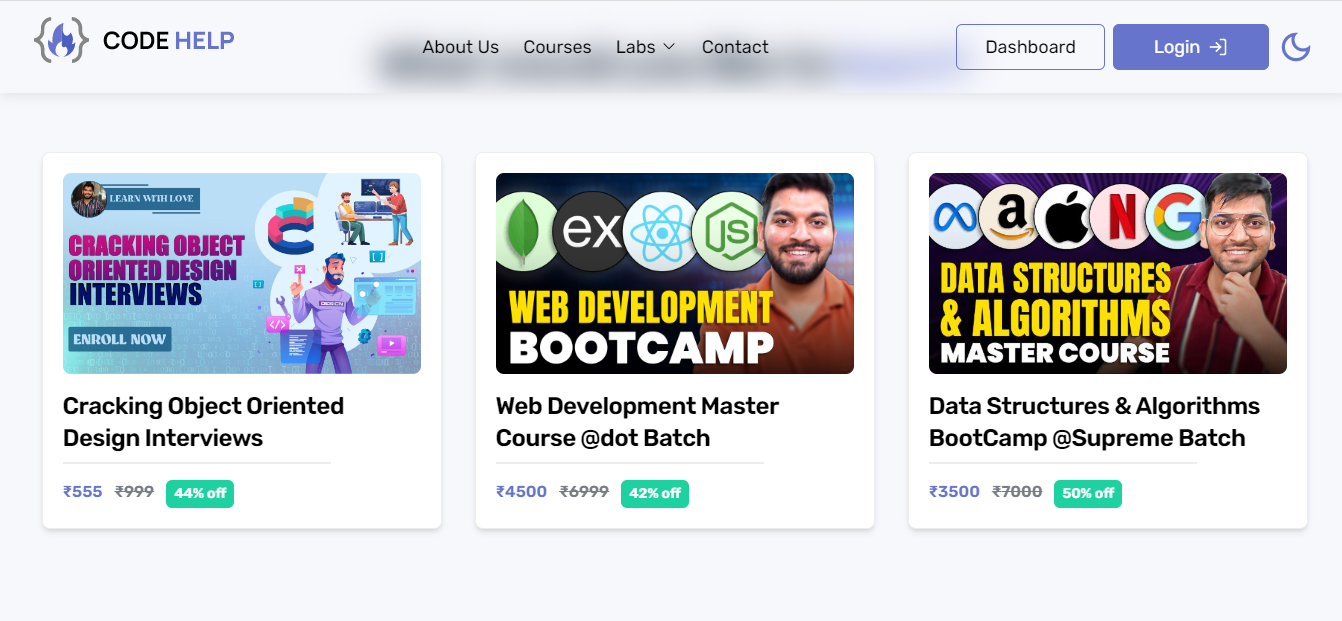 CODE HELP
About Us
Courses
Labs
Contact
Dashboard
Login
LEARN WITH LOVE
CRACKING OBJECT
ORIENTED DESIGN
INTERVIEWS
ENROLL NOW
Cracking Object Oriented
Design Interviews
₹555 ₹999 44% off
ex
JS
WEB DEVELOPMENT
BOOTCAMP
Web Development Master
Course @dot Batch
₹4500 ₹6999 42% off
a
N
G
DATA STRUCTURES
& ALGORITHMS
MASTER COURSE
Data Structures & Algorithms
BootCamp @Supreme Batch
₹3500 ₹7000 50% off